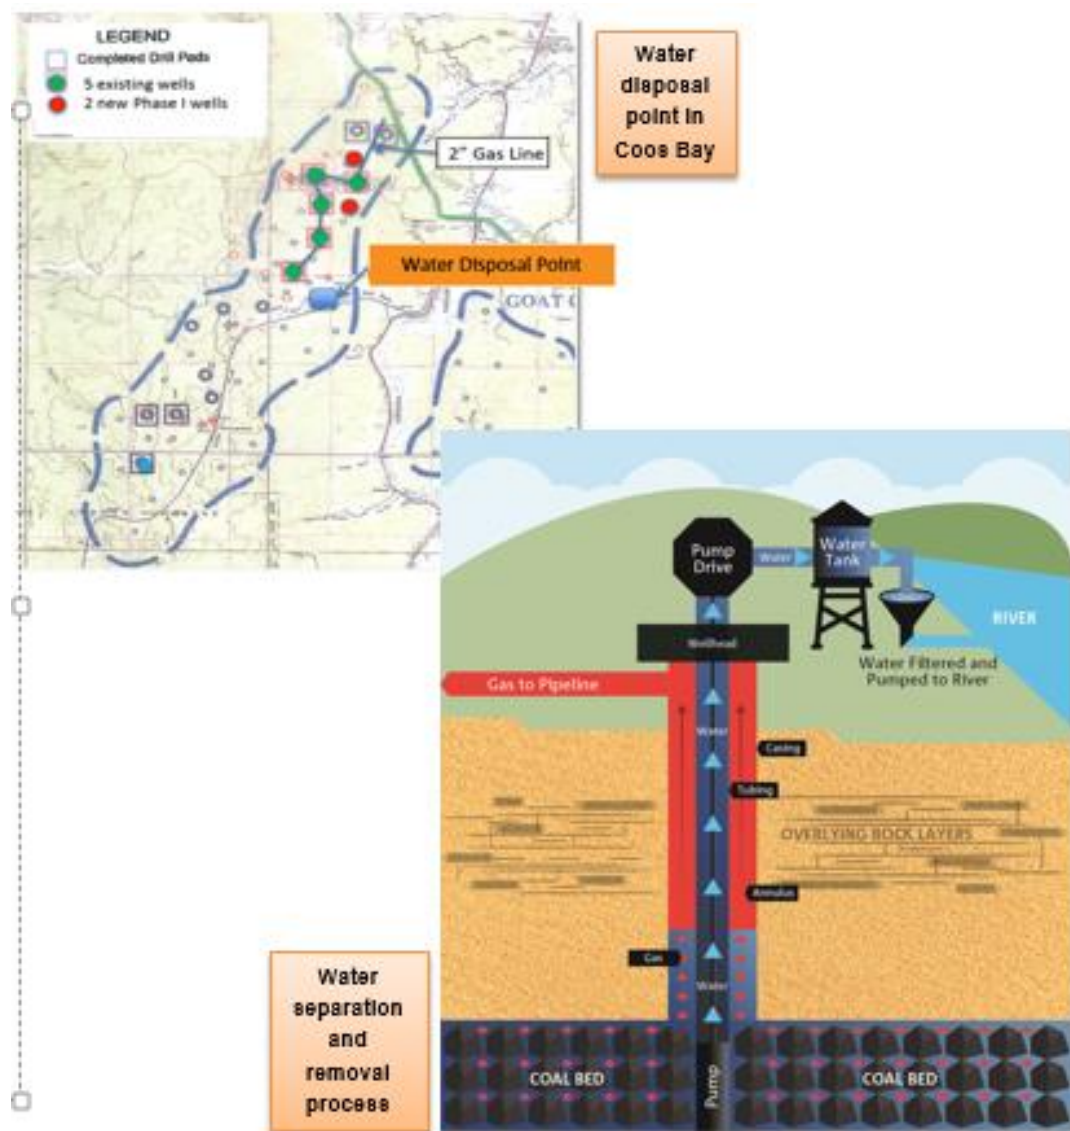 LEGEND
Completed Drill Pads
5 existing wells
2 new Phase I wells
2" Gas Line
Water Disposal Point
GOAT
Water
disposal
point in
Coos Bay
Pump
Drive
Water
Water
Tank
RIVER
Wellhead
Water Filtered and
Pumped to River
Gas to Pipeline
Water
Casing
Tubing
OVERLYING ROCK LAYERS
Annulus
Gas
Water
COAL BED
Pump
COAL BED
Water
separation
and
removal
process